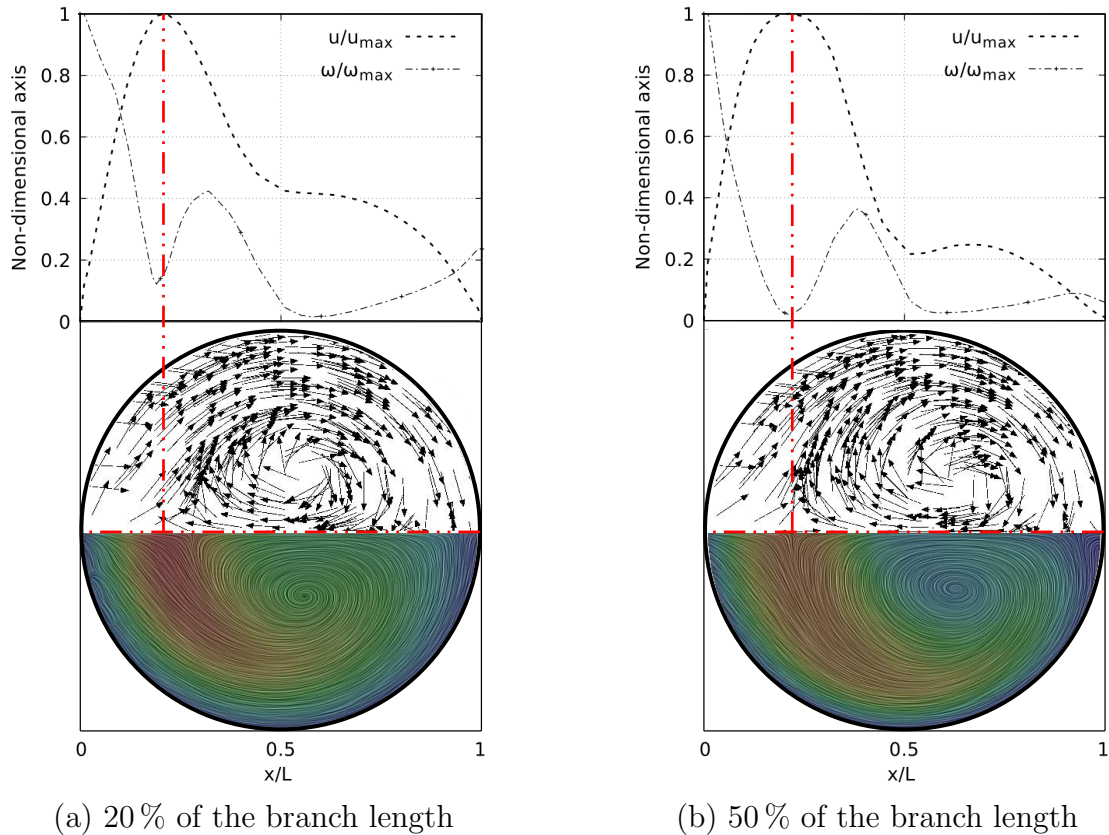 1
0.8
0.6
0.4
0.2
0
Non-dimensional axis
u/u_max
ω/ω_max
0
0.5
1
x/L
(a) 20 % of the branch length
1
0.8
0.6
0.4
0.2
0
Non-dimensional axis
u/u_max
ω/ω_max
0
0.5
1
x/L
(b) 50 % of the branch length